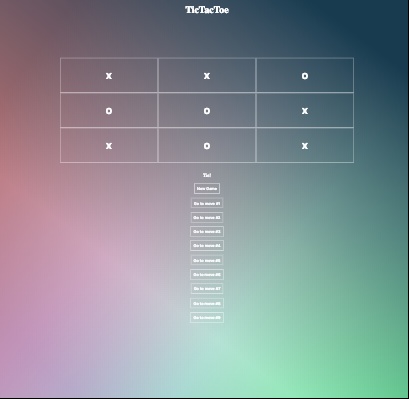 TicTacToe
X X O
O O X
X O X
Tie!
New Game
Go to move #1
Go to move #2
Go to move #3
Go to move #4
Go to move #5
Go to move #6
Go to move #7
Go to move #8
Go to move #9